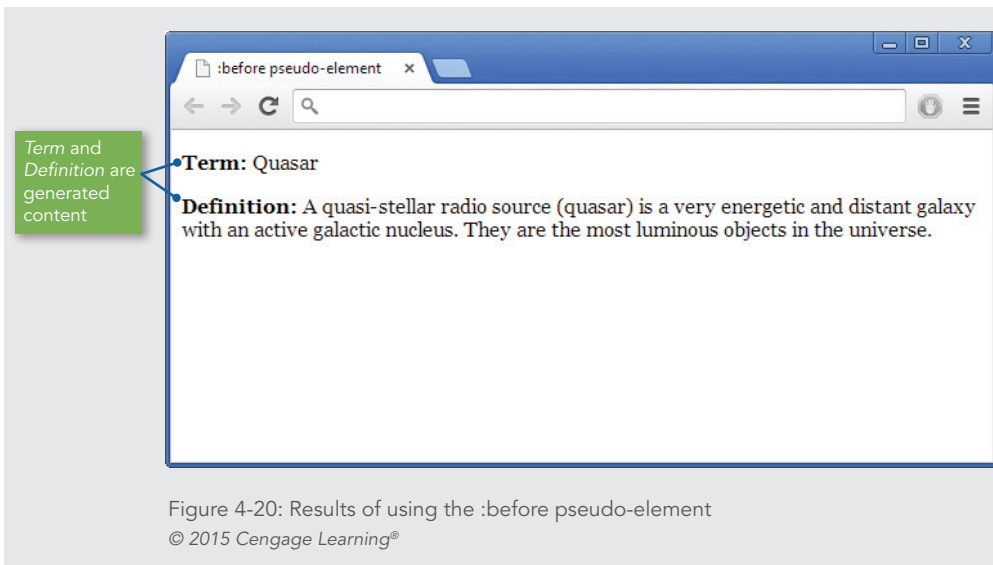 :before pseudo-element
Term and
Definition are
generated
content
Term: Quasar
Definition: A quasi-stellar radio source (quasar) is a very energetic and distant galaxy
with an active galactic nucleus. They are the most luminous objects in the universe.
Figure 4-20: Results of using the :before pseudo-element
© 2015 Cengage Learning®